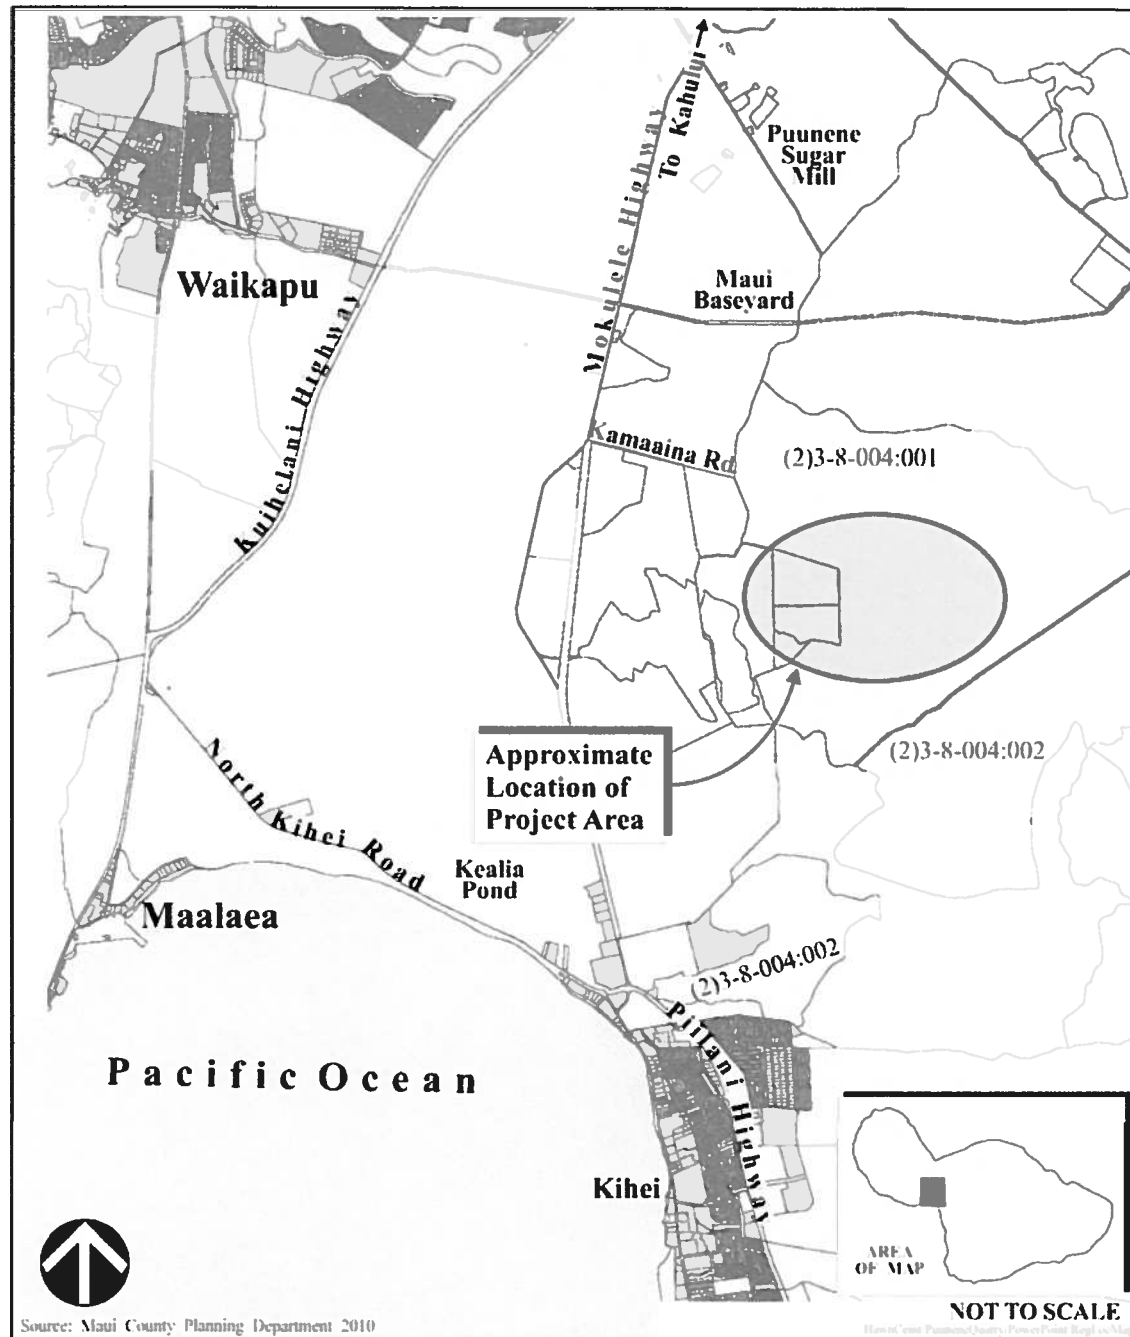 To Kahului
Mokulele Highway
Puunene
Sugar
Mill
Waikapu
Maui
Baseyard
Kuihelani Highway
Kamaaina Rd
(2)3-8-004:001
Approximate
Location of
Project Area
(2)3-8-004:002
North Kihei Road
Kealia
Pond
Maalaea
(2)3-8-004:002
Piilani Highway
Pacific Ocean
Kihei
AREA
OF MAP
NOT TO SCALE
Source: Maui County Planning Department 2010